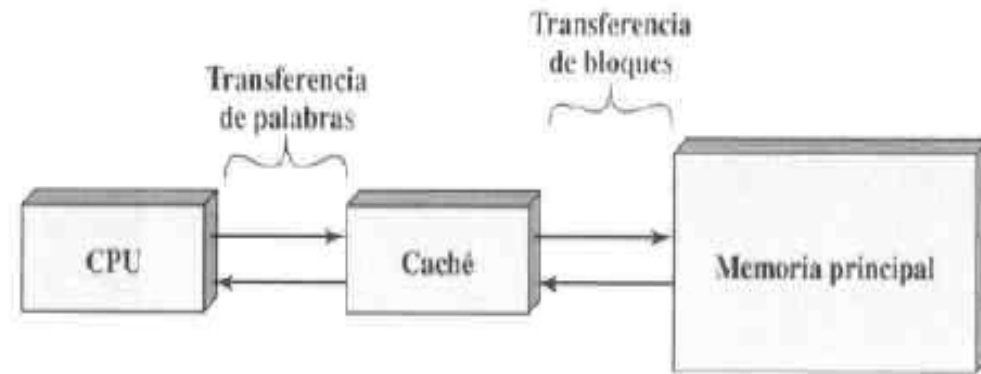 Transferencia
de bloques
Transferencia
de palabras
CPU
Caché
Memoria principal